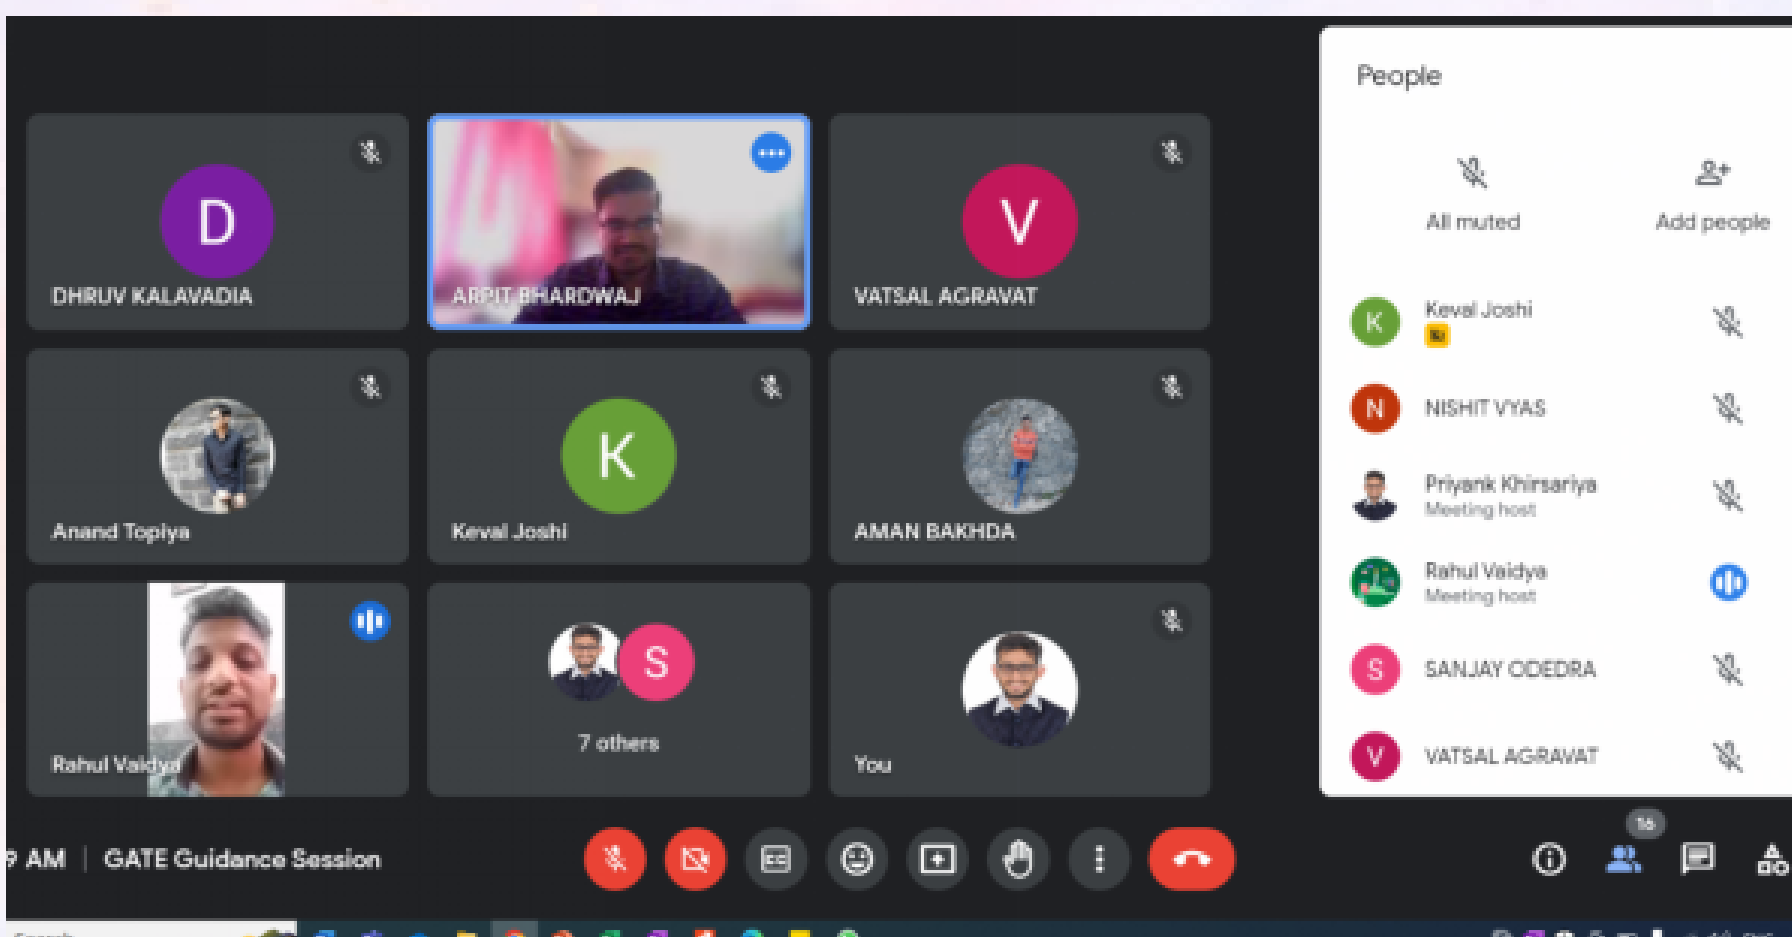 People
All muted
Add people
D
DHRUV KALAVADIA
ARPIT BHARDWAJ
V
VATSAL AGRAVAT
Anand Topiya
K
Keval Joshi
AMAN BAKHDA
Rahul Vaidya
S
7 others
You
K
Keval Joshi
N
NISHIT VYAS
Priyank Khirsariya
Meeting host
Rahul Vaidya
Meeting host
S
SANJAY ODEDRA
V
VATSAL AGRAVAT
16
9 AM | GATE Guidance Session